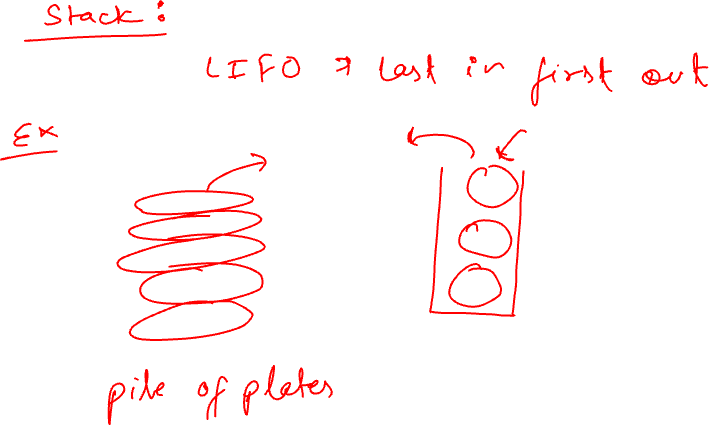 Stack :
LIFO → Last in first out
Ex
pile of plates